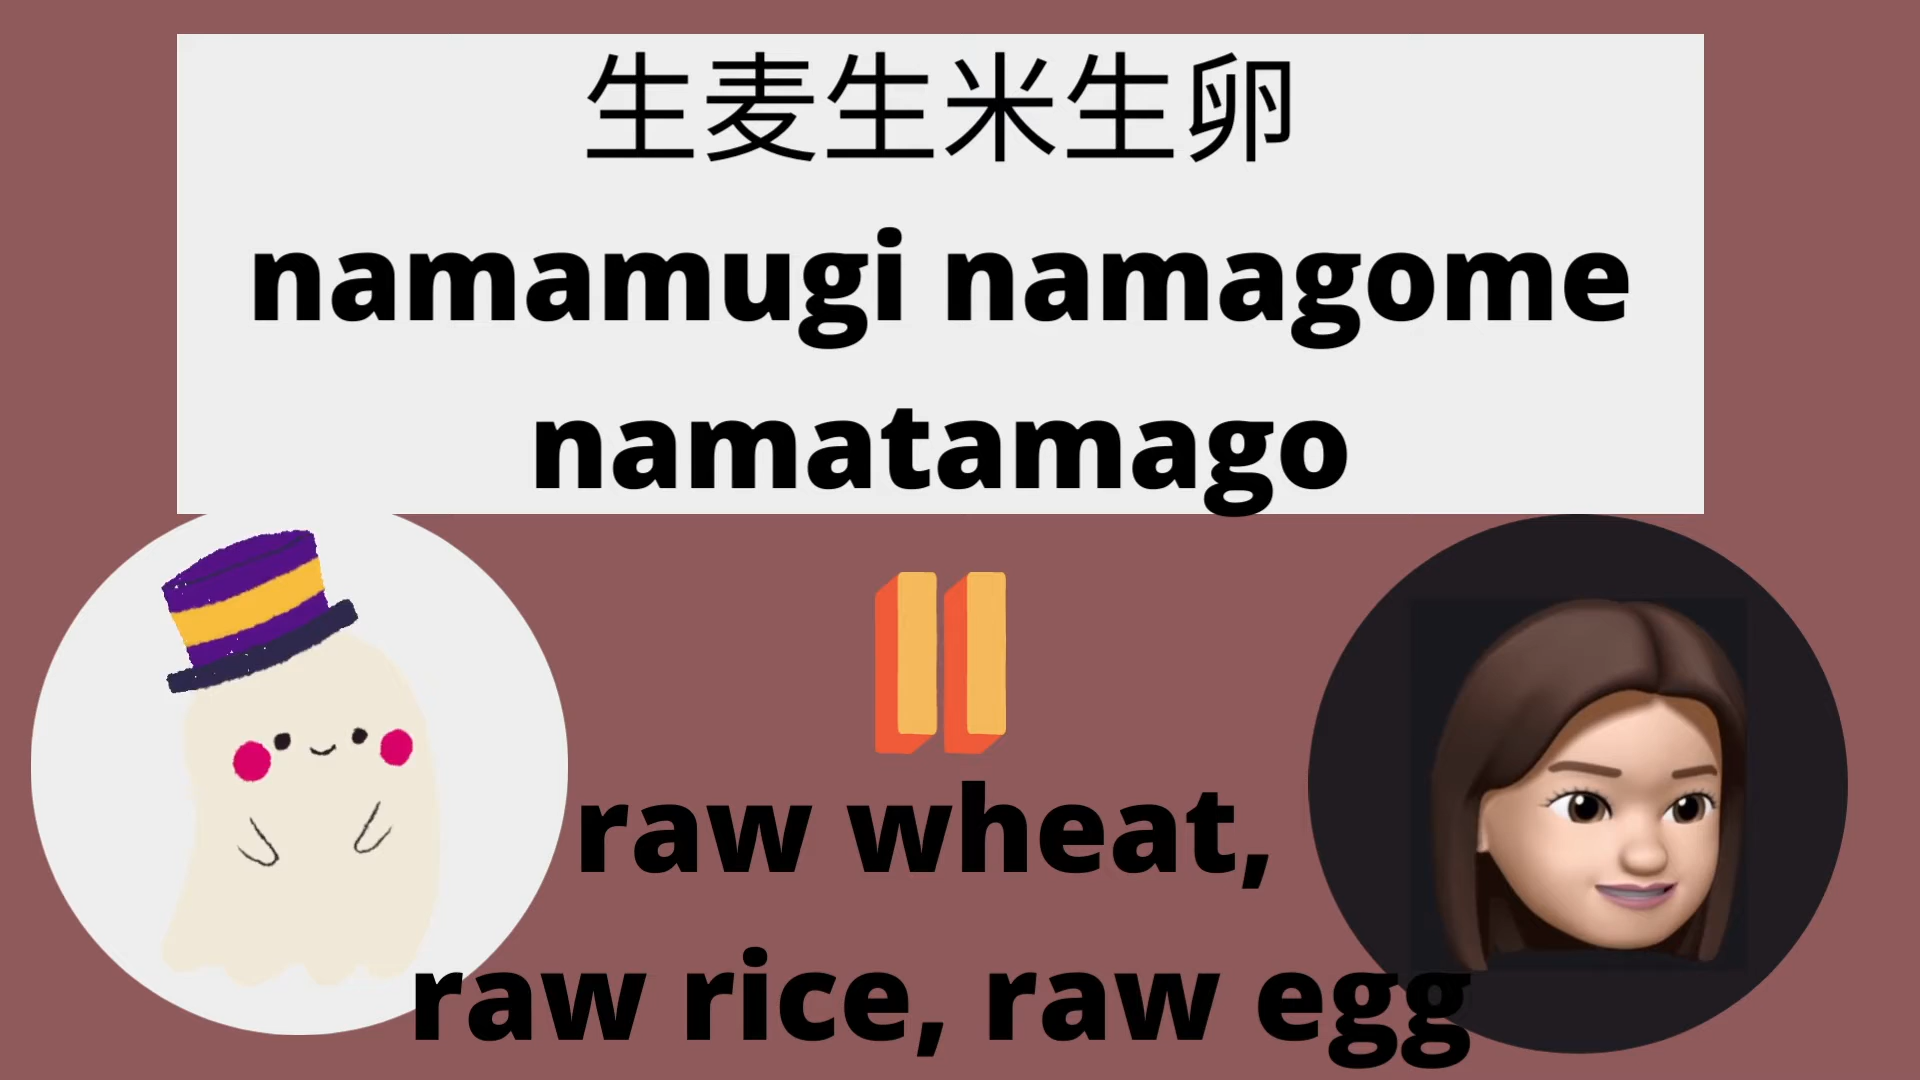 生麦生米生卵
namamugi namagome
namatamago
raw wheat,
raw rice, raw egg